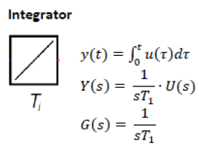 Integrator
y(t) = ∫₀ᵗ u(τ)dτ
Y(s) = 1/sT₁ · U(s)
Tᵢ
G(s) = 1/sT₁